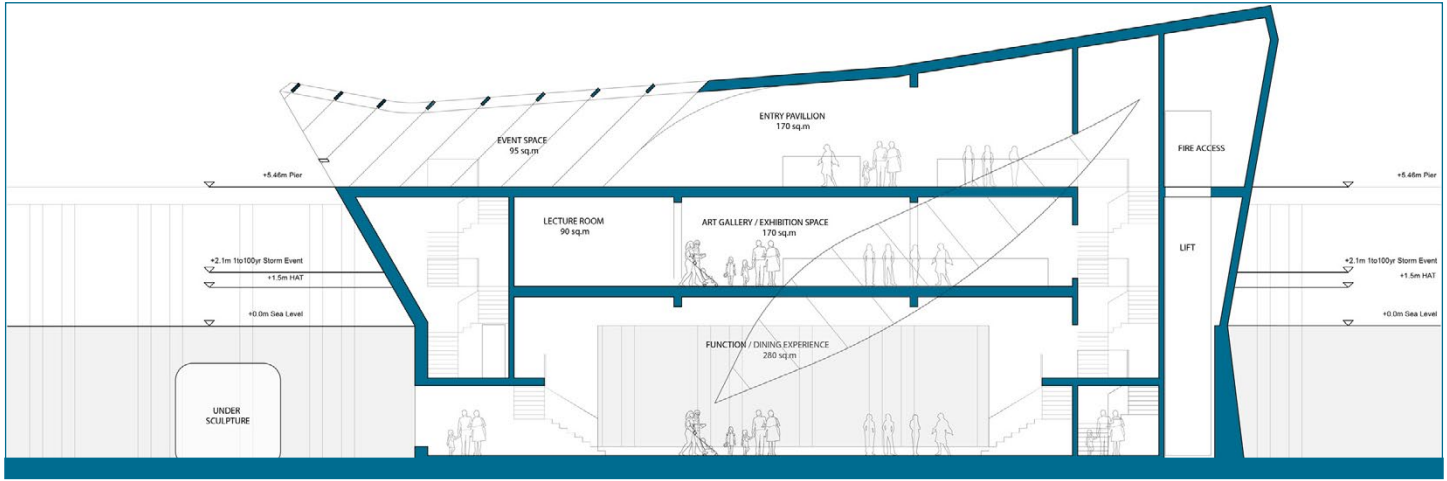 ENTRY PAVILLION
170 sq.m
EVENT SPACE
95 sq.m
FIRE ACCESS
+5.46m Pier
+5.46m Pier
LECTURE ROOM
90 sq.m
ART GALLERY / EXHIBITION SPACE
170 sq.m
LIFT
+2.1m 1to100yr Storm Event
+2.1m 1to100yr Storm Event
+1.5m HAT
+1.5m HAT
+0.0m Sea Level
+0.0m Sea Level
FUNCTION / DINING EXPERIENCE
280 sq.m
UNDER
SCULPTURE